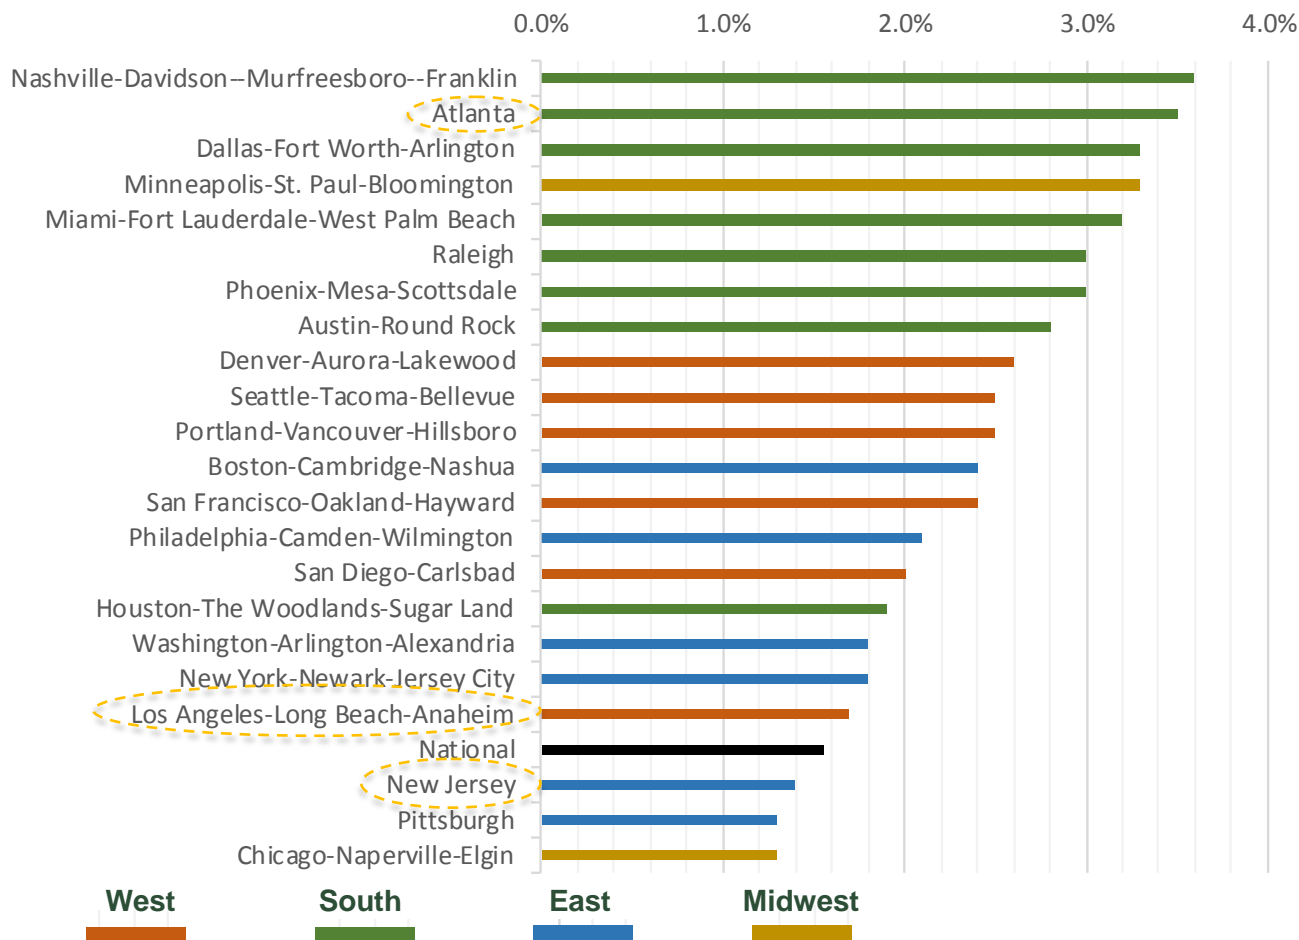 0.0% 1.0% 2.0% 3.0% 4.0%
Nashville-Davidson--Murfreesboro--Franklin
Atlanta
Dallas-Fort Worth-Arlington
Minneapolis-St. Paul-Bloomington
Miami-Fort Lauderdale-West Palm Beach
Raleigh
Phoenix-Mesa-Scottsdale
Austin-Round Rock
Denver-Aurora-Lakewood
Seattle-Tacoma-Bellevue
Portland-Vancouver-Hillsboro
Boston-Cambridge-Nashua
San Francisco-Oakland-Hayward
Philadelphia-Camden-Wilmington
San Diego-Carlsbad
Houston-The Woodlands-Sugar Land
Washington-Arlington-Alexandria
New York-Newark-Jersey City
Los Angeles-Long Beach-Anaheim
National
New Jersey
Pittsburgh
Chicago-Naperville-Elgin
West South East Midwest